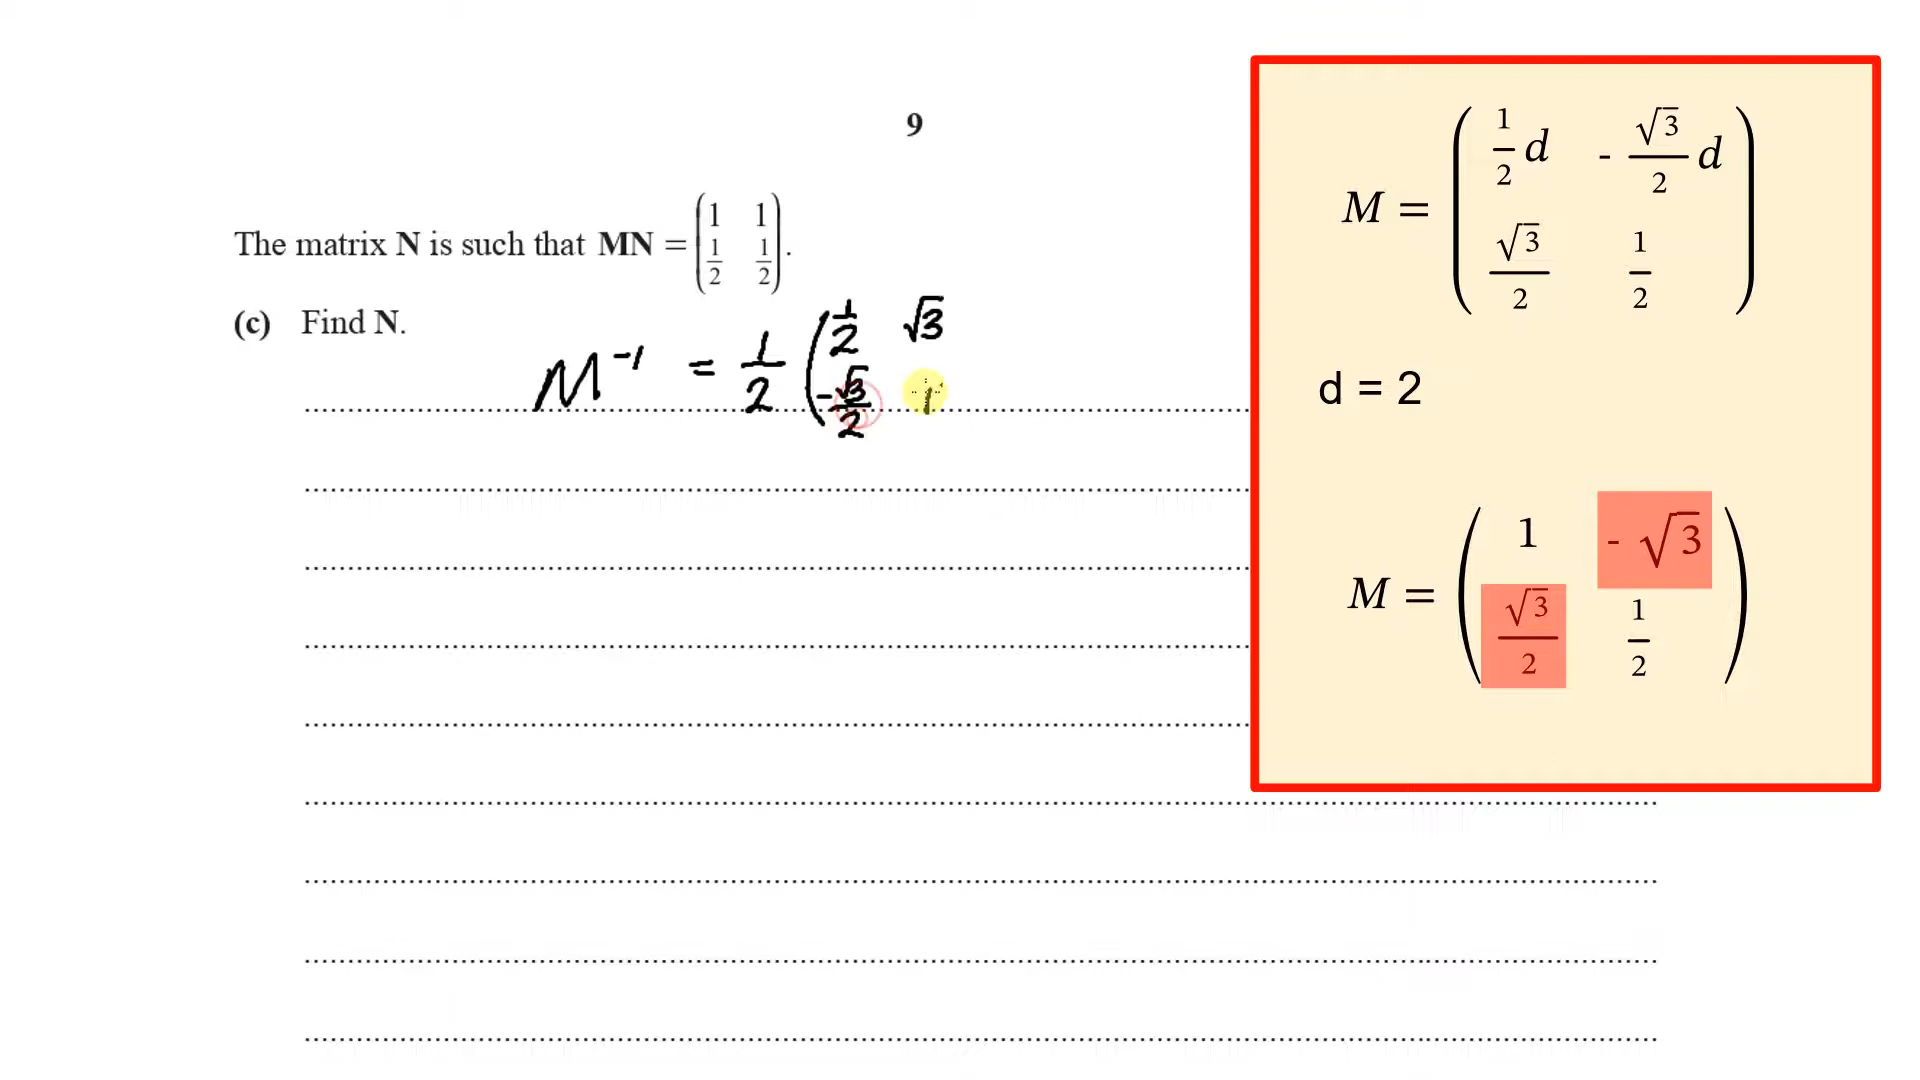 9
The matrix N is such that MN = (1 1 1/2 1/2).
(c) Find N.
M⁻¹ = 1/2 (1/2 √3 -√3/2 1
M = (1/2 d -√3/2 d √3/2 1/2)
d = 2
M = (1 -√3 √3/2 1/2)